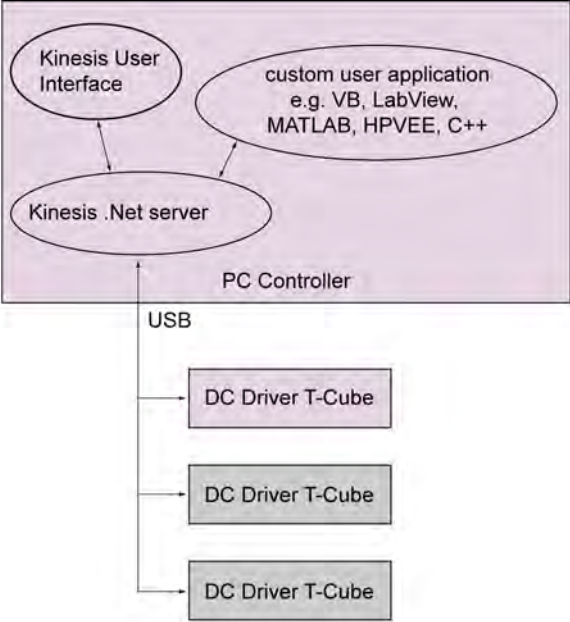 Kinesis User
Interface
custom user application
e.g. VB, LabView,
MATLAB, HPVEE, C++
Kinesis .Net server
PC Controller
USB
DC Driver T-Cube
DC Driver T-Cube
DC Driver T-Cube